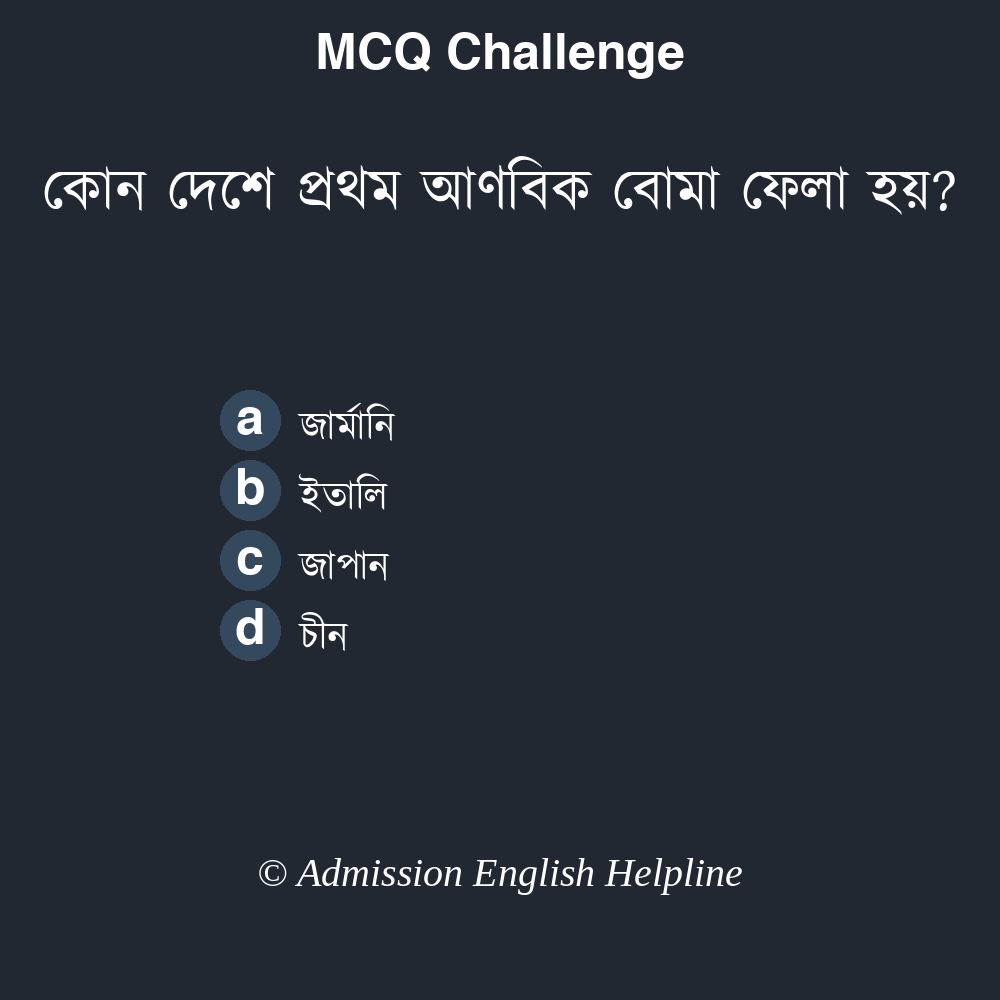 MCQ Challenge
কোন দেশে প্রথম আণবিক বোমা ফেলা হয়?
a জার্মানি
b ইতালি
c জাপান
d চীন
© Admission English Helpline